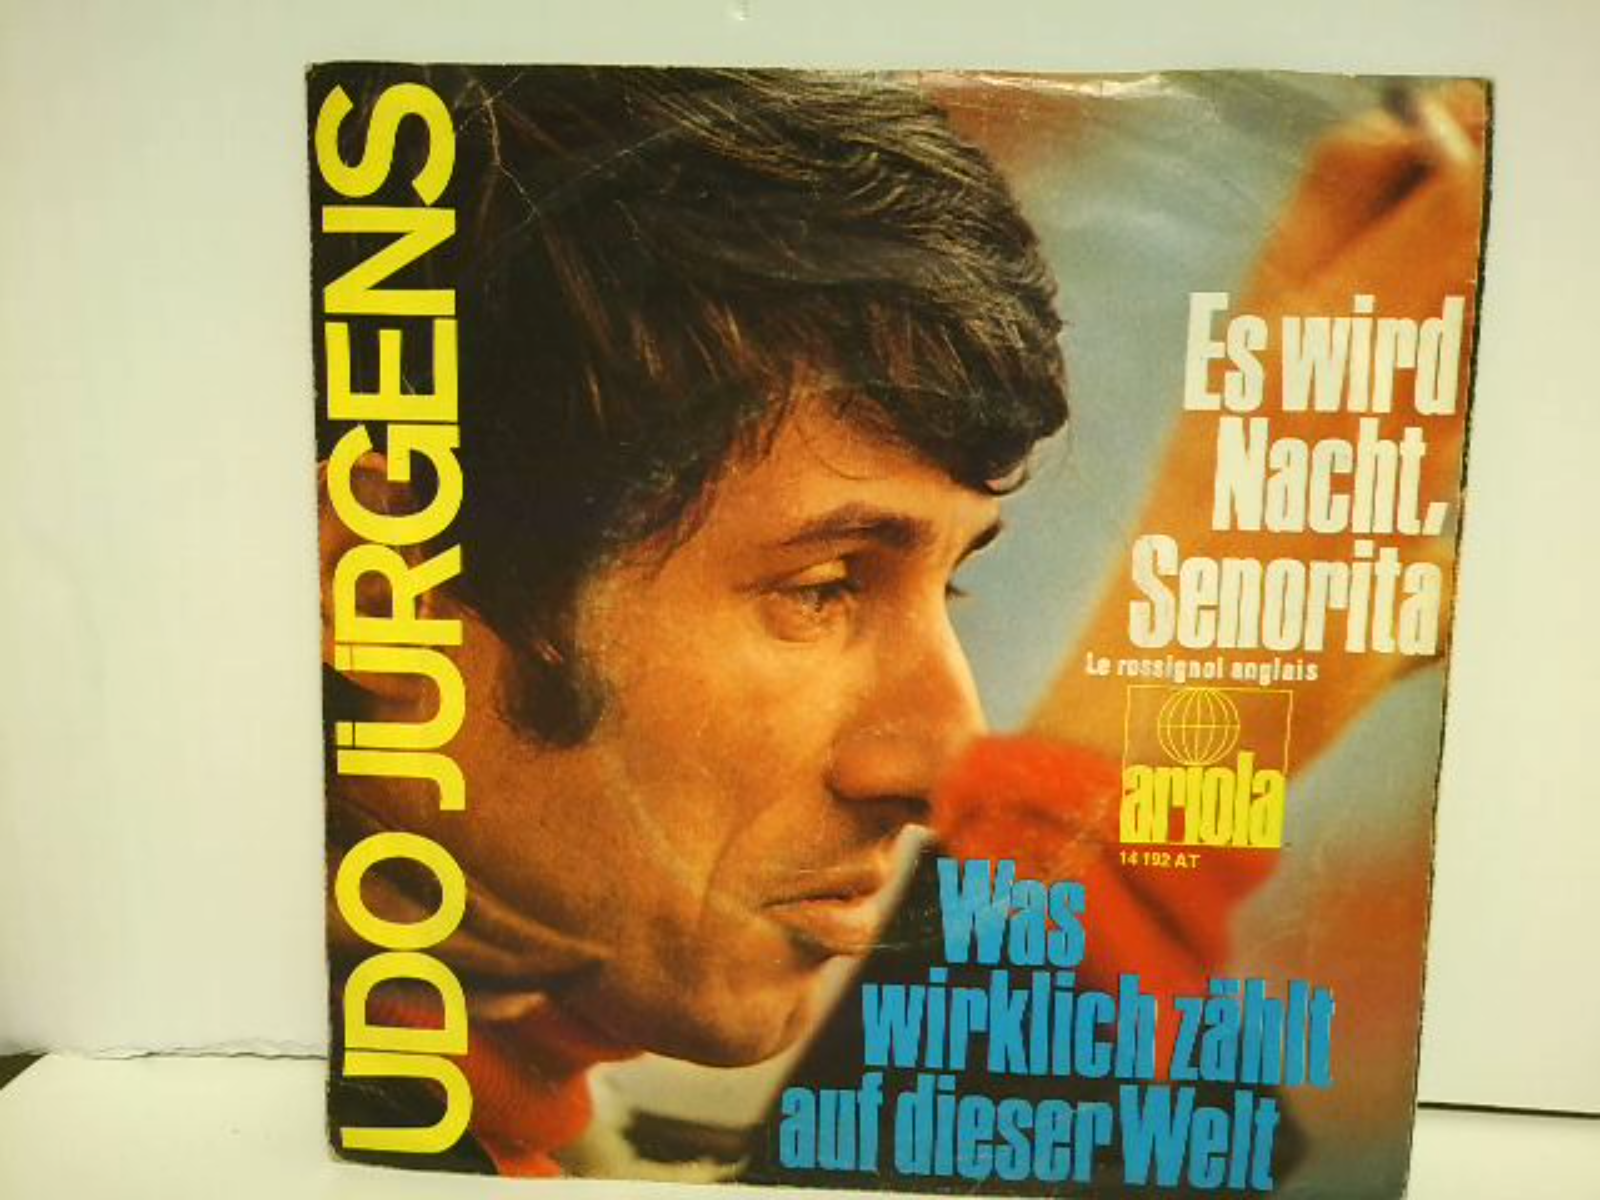 UDO JÜRGENS
Es wird
Nacht,
Senorita
Le rossignol anglais
ariola
14 192 AT
Was
wirklich zählt
auf dieser Welt